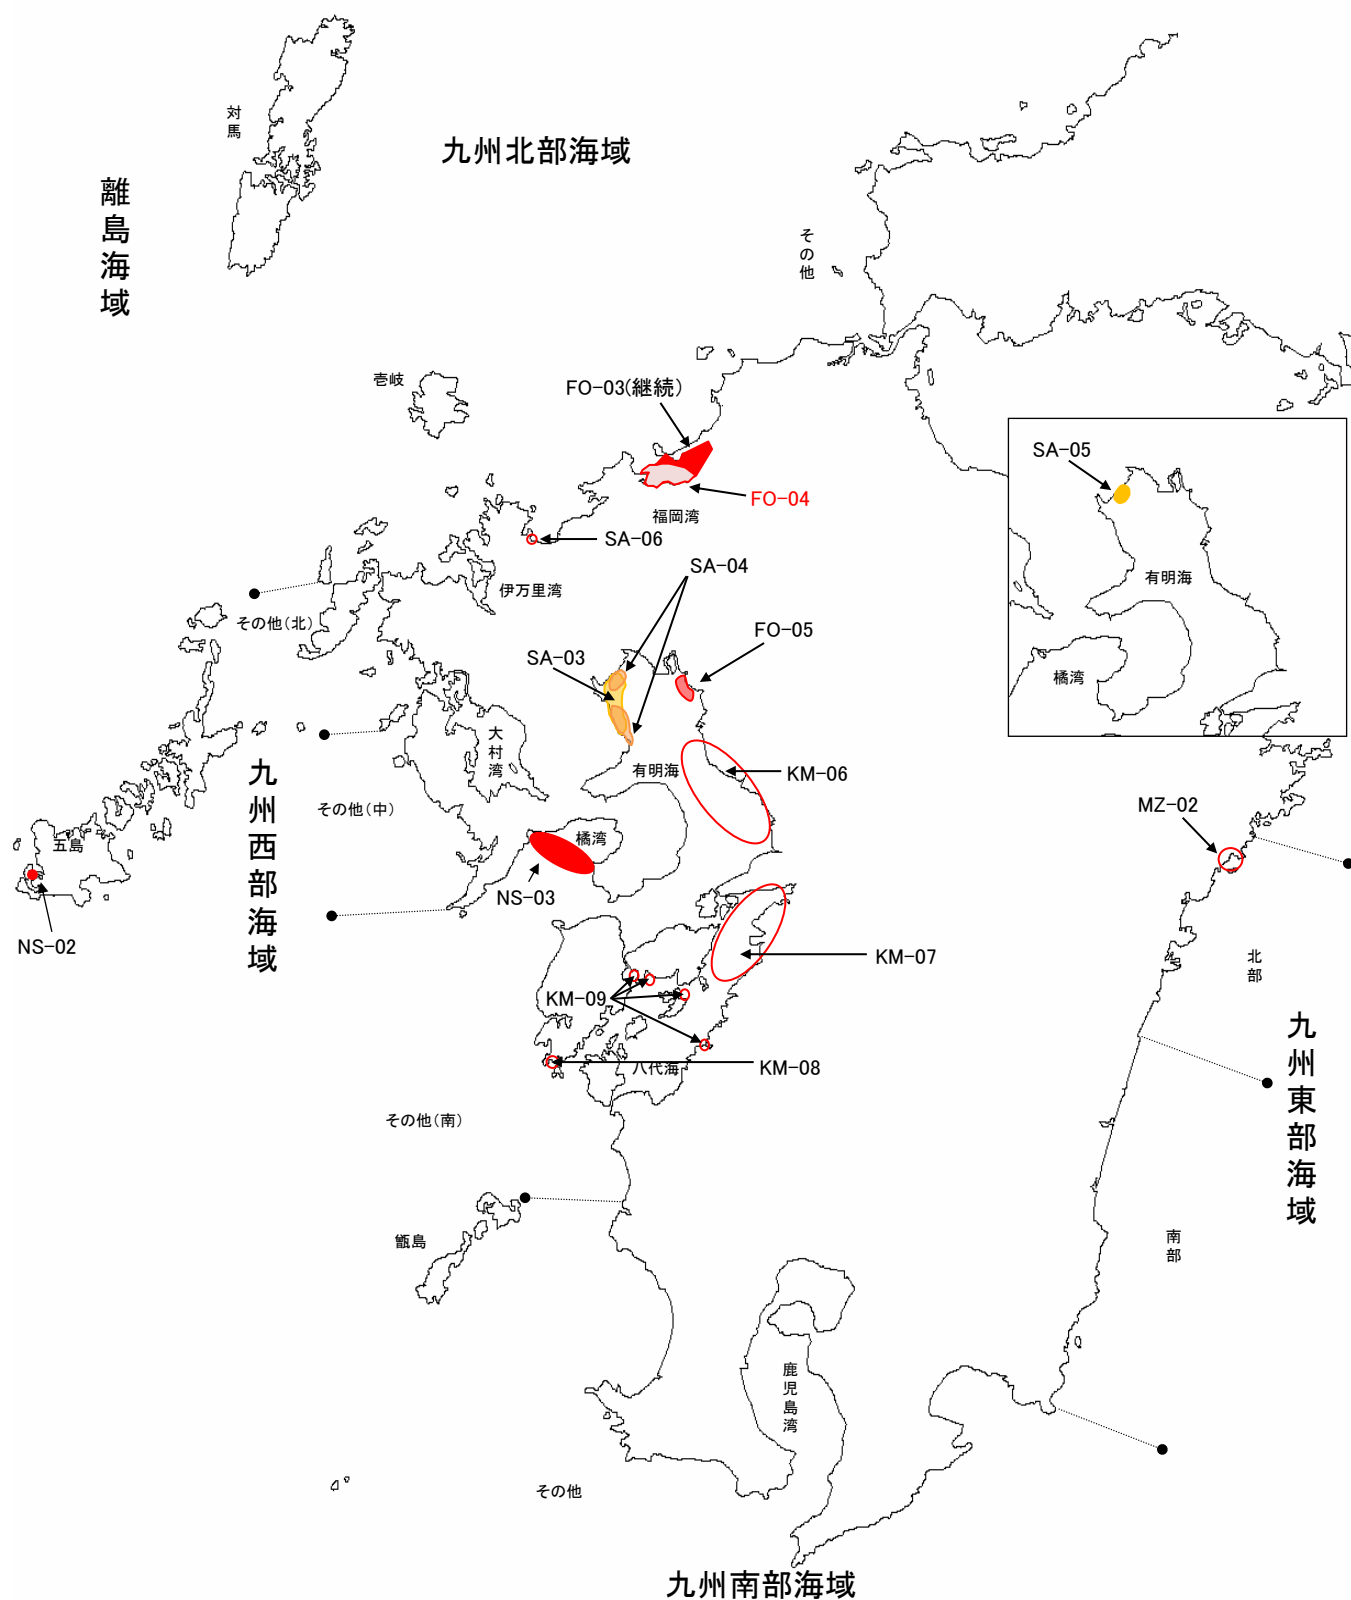 対馬
九州北部海域
離島海域
その他
壱岐
FO-03(継続)
FO-04
福岡湾
SA-06
SA-05
有明海
橘湾
伊万里湾
SA-04
その他(北)
FO-05
SA-03
大村湾
有明海
KM-06
九州西部海域
その他(中)
MZ-02
五島
橘湾
NS-03
NS-02
KM-07
北部
KM-09
九州東部海域
八代海
KM-08
その他(南)
甑島
南部
鹿児島湾
その他
九州南部海域